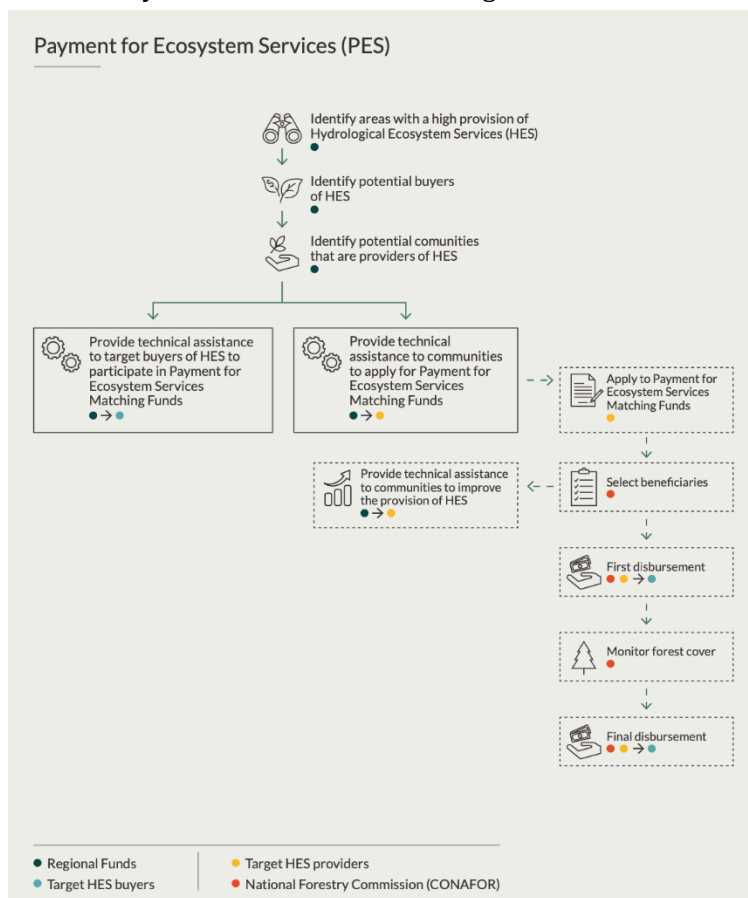 Payment for Ecosystem Services (PES)
Identify areas with a high provision of
Hydrological Ecosystem Services (HES)
Identify potential buyers
of HES
Identify potential comunities
that are providers of HES
Provide technical assistance
to target buyers of HES to
participate in Payment for
Ecosystem Services
Matching Funds
Provide technical
assistance to communities
to apply for Payment for
Ecosystem Services
Matching Funds
Apply to Payment for
Ecosystem Services
Matching Funds
Provide technical assistance
to communities to improve
the provision of HES
Select beneficiaries
First disbursement
Monitor forest cover
Final disbursement
Regional Funds
Target HES buyers
Target HES providers
National Forestry Commission (CONAFOR)